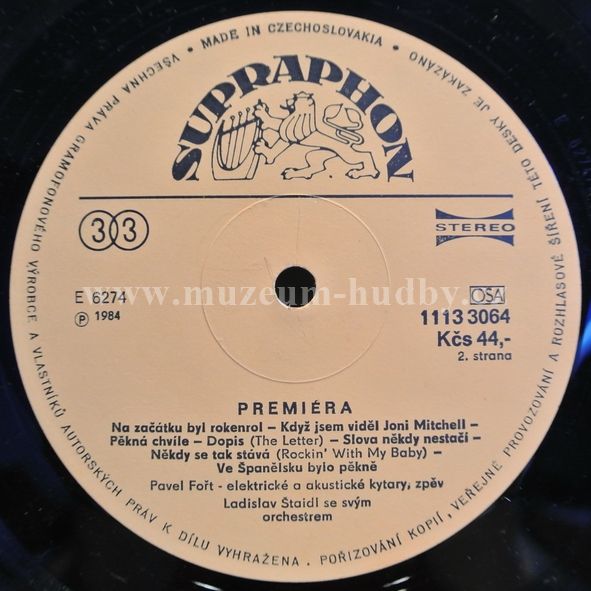 VŠECHNA PRÁVA GRAMOFONOVÉHO VÝROBCE A VLASTNÍKŮ AUTORSKÝCH PRÁV K DÍLU VYHRAŽENA · POŘIZOVÁNÍ KOPIÍ, VEŘEJNÉ PROVOZOVÁNÍ A ROZHLASOVÉ ŠÍŘENÍ TÉTO DESKY JE ZAKÁZÁNO
• MADE IN CZECHOSLOVAKIA •
SUPRAPHON
33
STEREO
www.muzeum-hudby.cz
E 6274
OSA
Ⓟ 1984
1113 3064
Kčs 44,-
2. strana
PREMIÉRA
Na začátku byl rokenrol – Když jsem viděl Joni Mitchell –
Pěkná chvíle – Dopis (The Letter) – Slova někdy nestačí –
Někdy se tak stává (Rockin' With My Baby) –
Ve Španělsku bylo pěkně
Pavel Fořt - elektrické a akustické kytary, zpěv
Ladislav Štaidl se svým
orchestrem